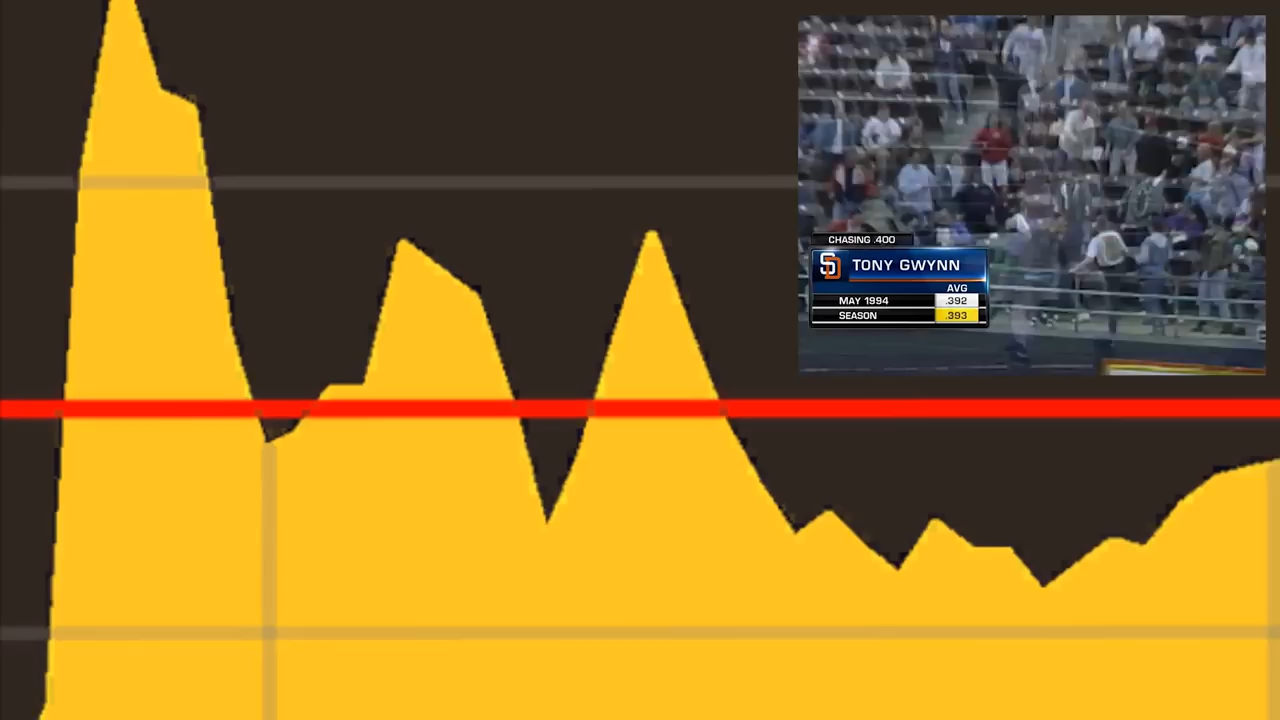 CHASING .400
SD
TONY GWYNN
AVG
MAY 1994 .392
SEASON .393